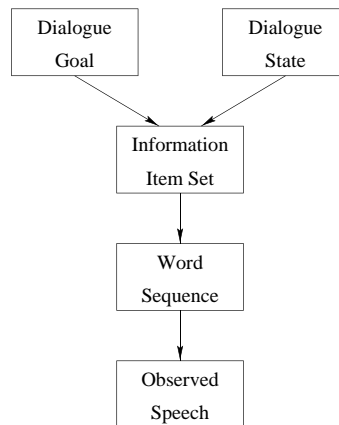 Dialogue
Goal
Dialogue
State
Information
Item Set
Word
Sequence
Observed
Speech